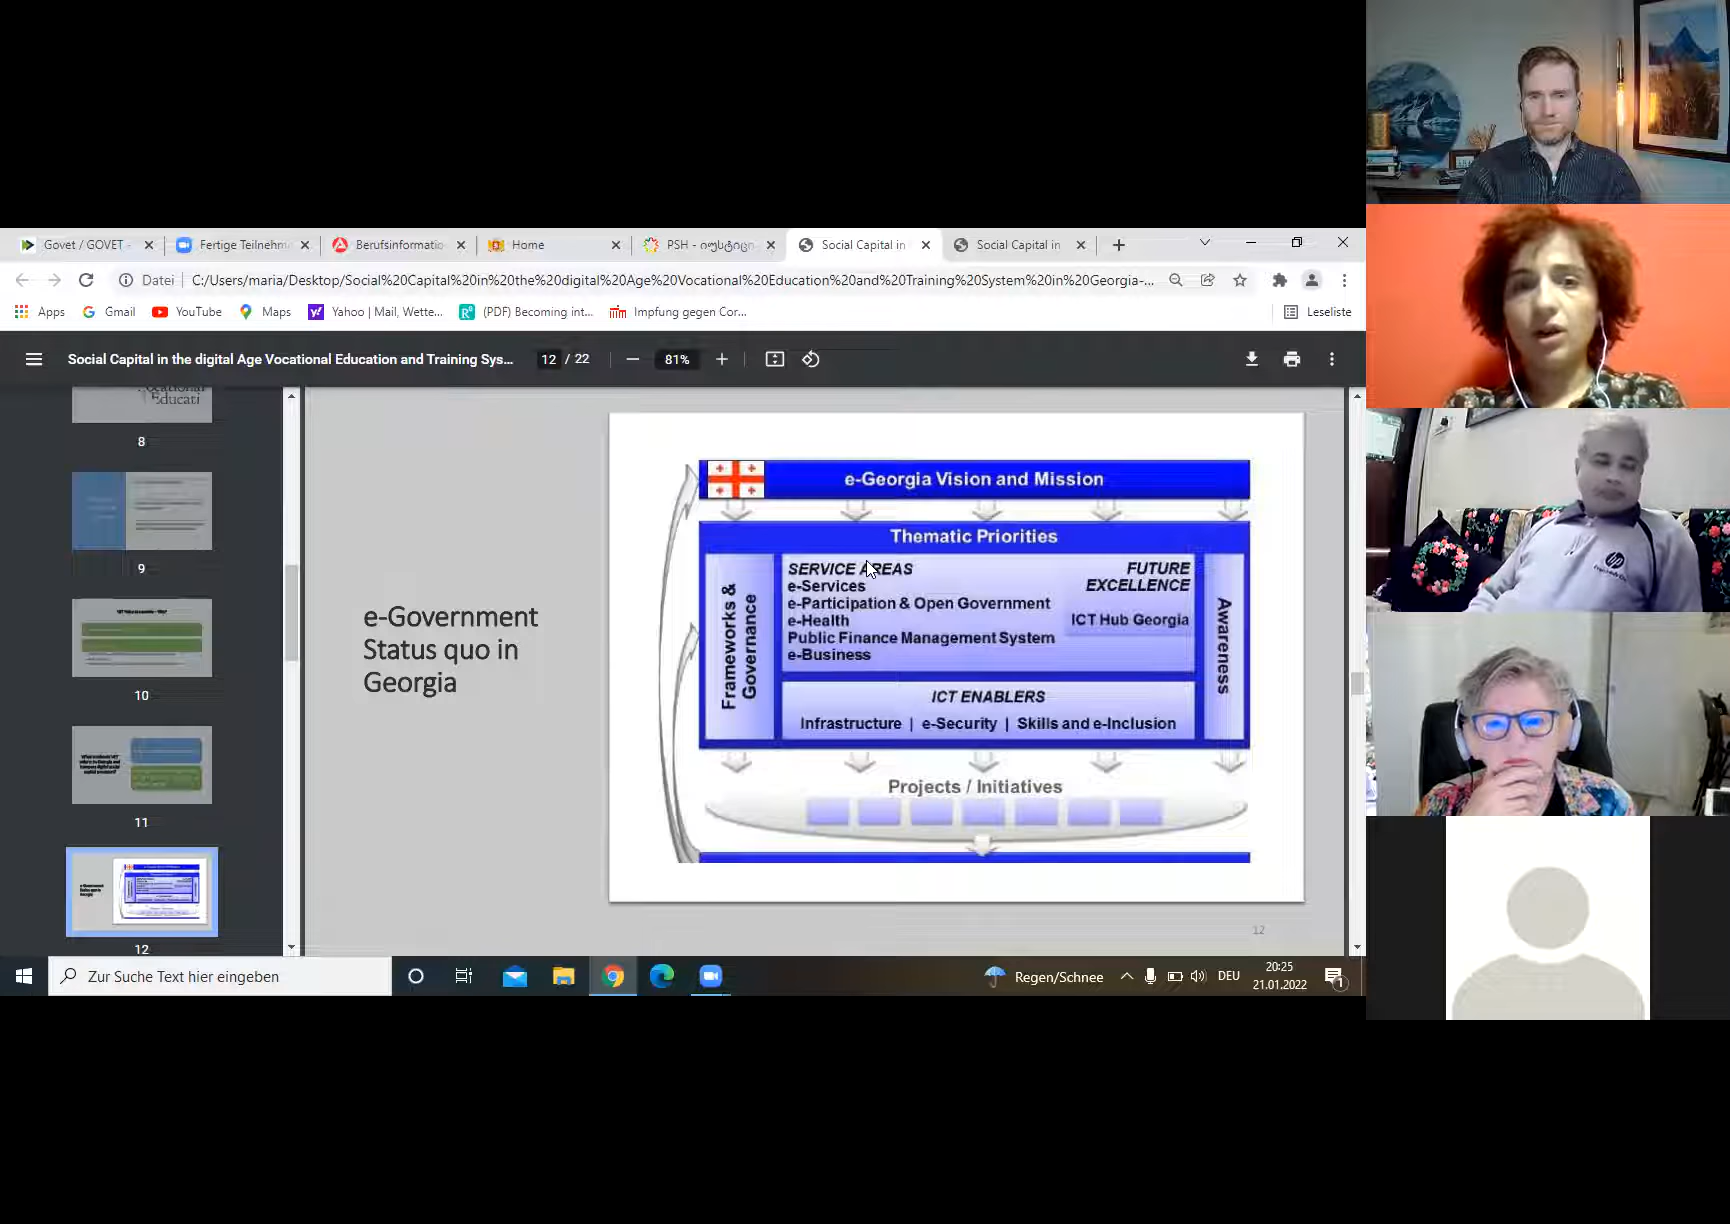 Govet / GOVET -
Fertige Teilnehm
Berufsinformatio
Home
PSH - იუსტიცი
Social Capital in
Social Capital in
Datei
C:/Users/maria/Desktop/Social%20Capital%20in%20the%20digital%20Age%20Vocational%20Education%20and%20Training%20System%20in%20Georgia-...
Apps
Gmail
YouTube
Maps
Yahoo | Mail, Wette...
(PDF) Becoming int...
Impfung gegen Cor...
Leseliste
Social Capital in the digital Age Vocational Education and Training Sys...
12 / 22
81%
Educati
8
9
10
11
12
e-Government
Status quo in
Georgia
e-Georgia Vision and Mission
Thematic Priorities
Frameworks &
Governance
SERVICE AREAS
e-Services
e-Participation & Open Government
e-Health
Public Finance Management System
e-Business
FUTURE
EXCELLENCE
ICT Hub Georgia
Awareness
ICT ENABLERS
Infrastructure | e-Security | Skills and e-Inclusion
Projects / Initiatives
12
Zur Suche Text hier eingeben
Regen/Schnee
DEU
20:25
21.01.2022
1
hp